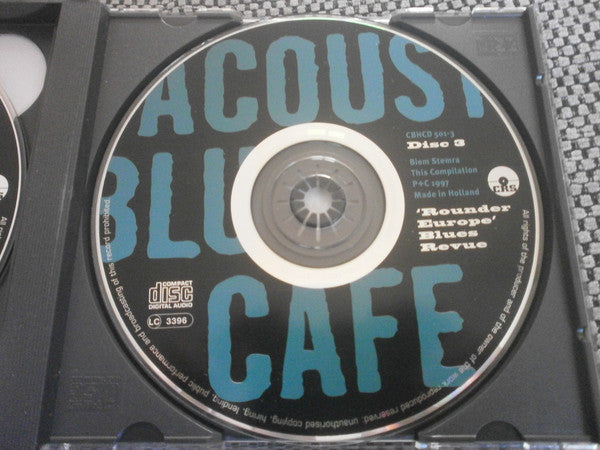 ACOUST
BLU
CAFE
CBHCD 501-3
Disc 3
Biem Stemra
This Compilation
P+C 1997
Made in Holland
CRS
'Rounder
Europe'
Blues
Revue
COMPACT
disc
DIGITAL AUDIO
LC 3396
All rights of the producer and of the owner of the work reproduced reserved. unauthorised copying, hiring, lending, public performance and broadcasting of this record prohibited.